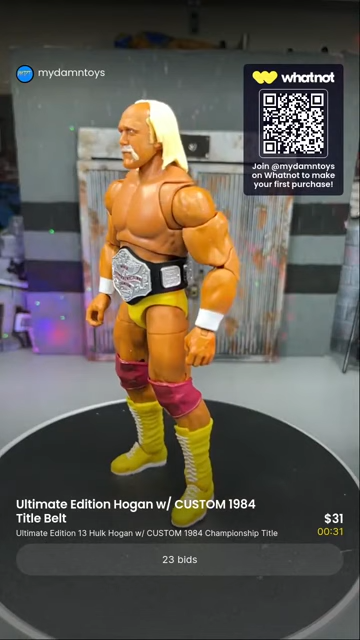 mydamntoys
whatnot
Join @mydamntoys
on Whatnot to make
your first purchase!
Ultimate Edition Hogan w/ CUSTOM 1984
Title Belt
$31
Ultimate Edition 13 Hulk Hogan w/ CUSTOM 1984 Championship Title
00:31
23 bids